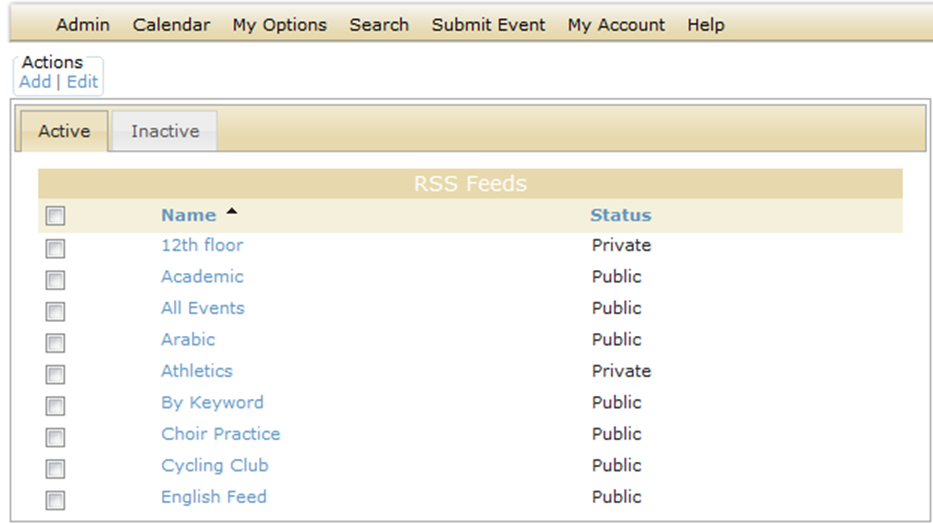 Admin Calendar My Options Search Submit Event My Account Help
Actions
Add | Edit
Active Inactive
RSS Feeds
Name Status
12th floor Private
Academic Public
All Events Public
Arabic Public
Athletics Private
By Keyword Public
Choir Practice Public
Cycling Club Public
English Feed Public